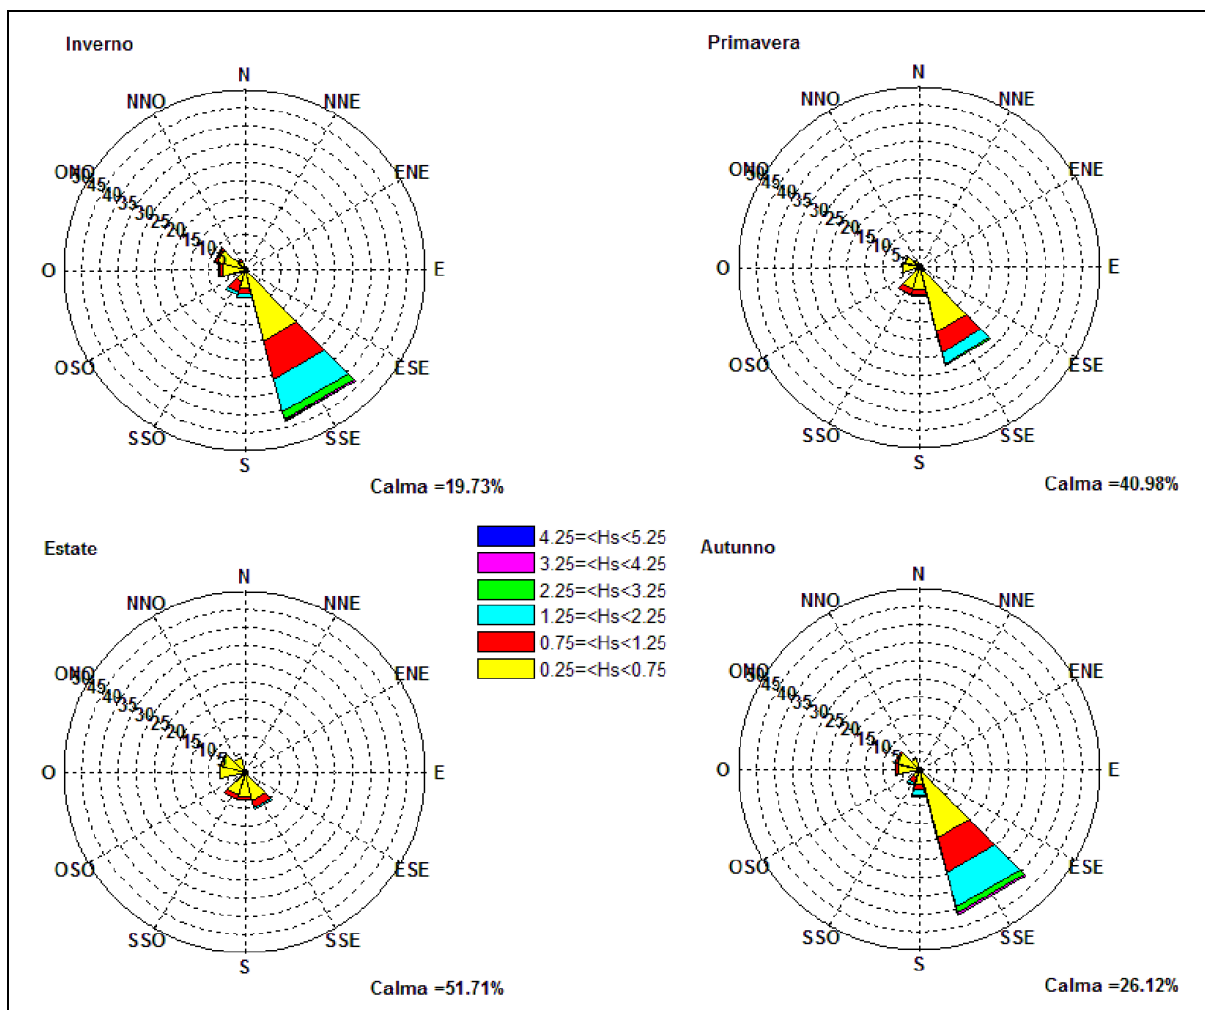 Inverno
N
NNO
NNE
ONO
ENE
50
45
40
35
30
25
20
15
10
5
O
E
OSO
ESE
SSO
SSE
S
Calma =19.73%
Primavera
N
NNO
NNE
ONO
ENE
50
45
40
35
30
25
20
15
10
5
O
E
OSO
ESE
SSO
SSE
S
Calma =40.98%
Estate
N
NNO
NNE
ONO
ENE
50
45
40
35
30
25
20
15
10
5
O
E
OSO
ESE
SSO
SSE
S
Calma =51.71%
4.25=<Hs<5.25
3.25=<Hs<4.25
2.25=<Hs<3.25
1.25=<Hs<2.25
0.75=<Hs<1.25
0.25=<Hs<0.75
Autunno
N
NNO
NNE
ONO
ENE
50
45
40
35
30
25
20
15
10
5
O
E
OSO
ESE
SSO
SSE
S
Calma =26.12%